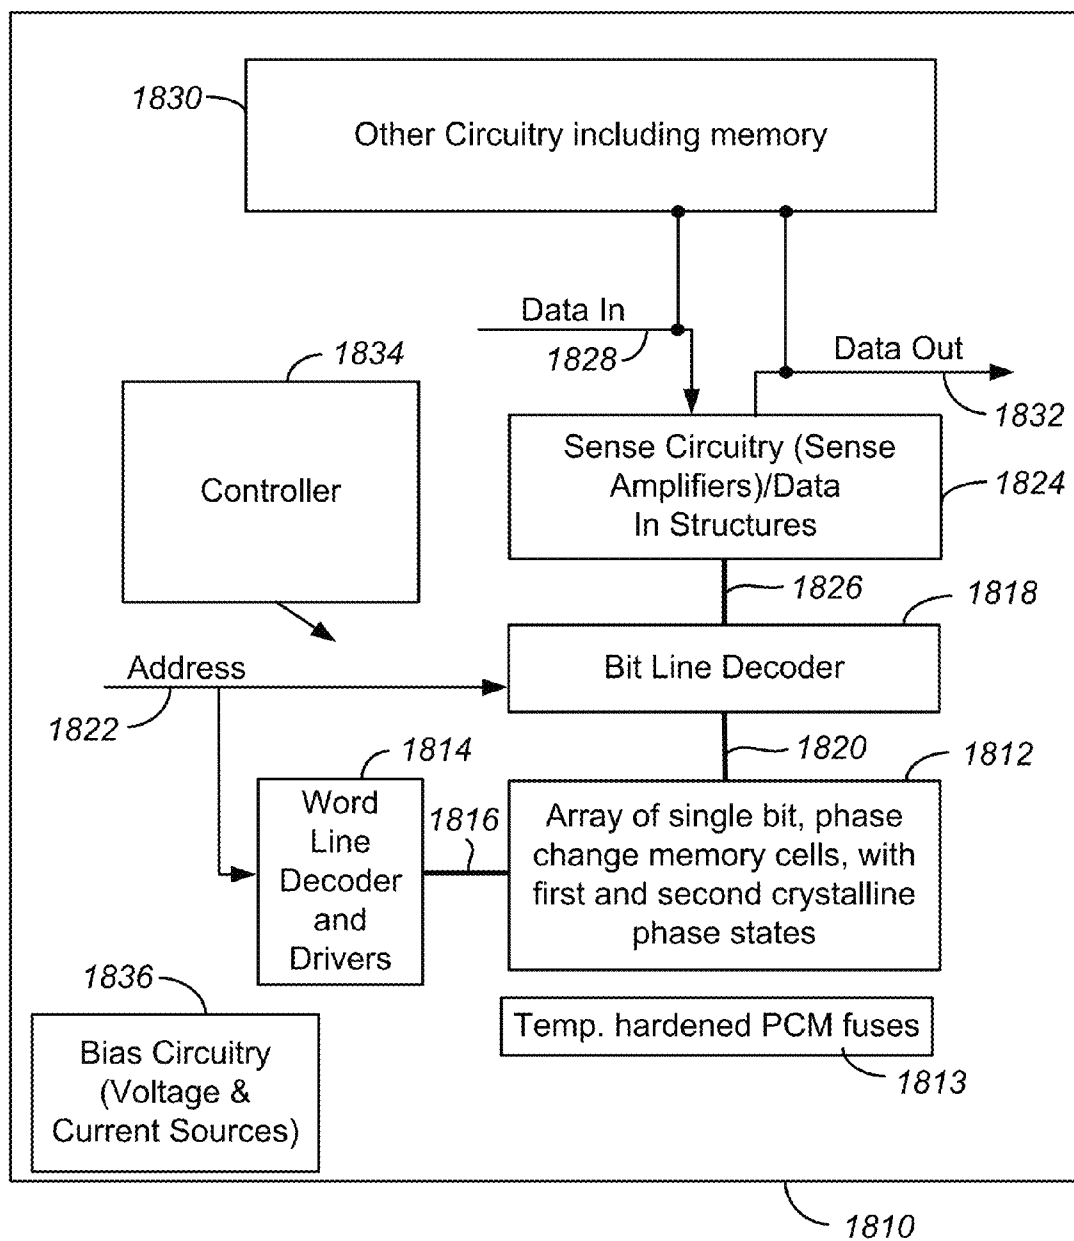 1830
Other Circuitry including memory
Data In
1828
1834
Data Out
1832
Controller
Sense Circuitry (Sense
Amplifiers)/Data
In Structures
1824
1826
1818
Bit Line Decoder
Address
1822
1814
1820
1812
Word
Line
Decoder
and
Drivers
1816
Array of single bit, phase
change memory cells, with
first and second crystalline
phase states
1836
Bias Circuitry
(Voltage &
Current Sources)
Temp. hardened PCM fuses
1813
1810